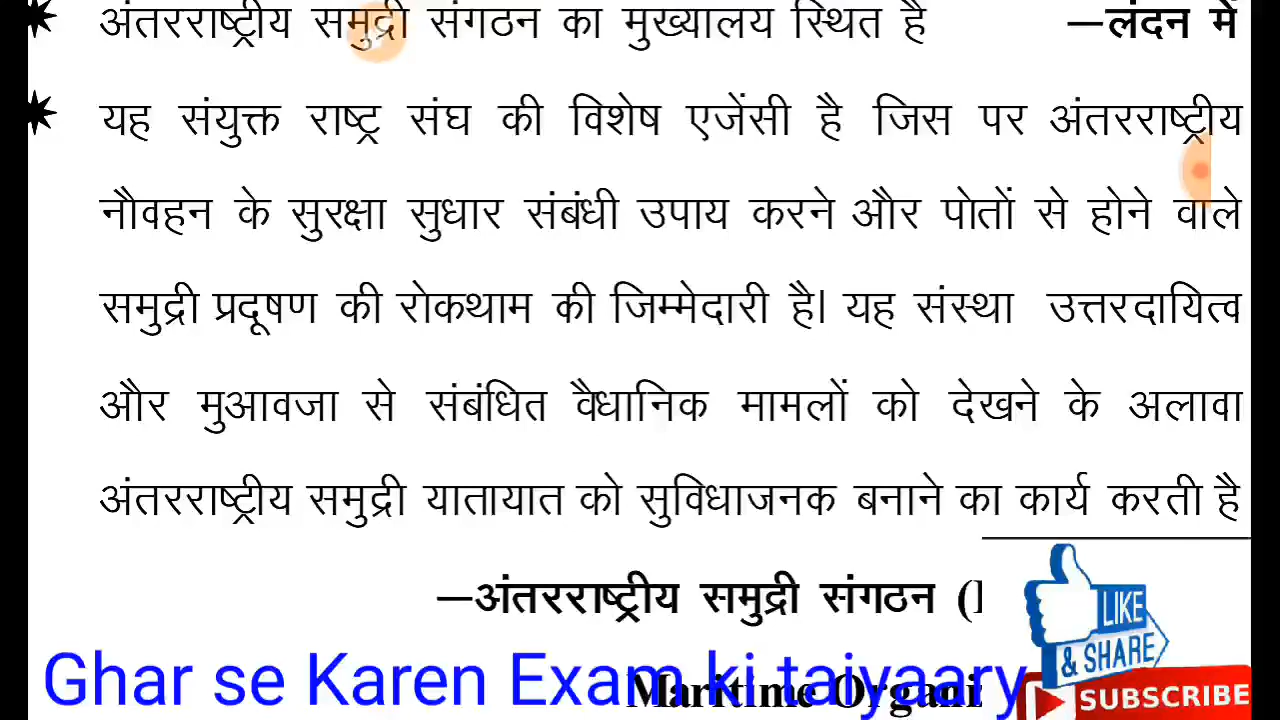 अंतरराष्ट्रीय समुद्री संगठन का मुख्यालय स्थित है —लंदन में
यह संयुक्त राष्ट्र संघ की विशेष एजेंसी है जिस पर अंतरराष्ट्रीय
नौवहन के सुरक्षा सुधार संबंधी उपाय करने और पोतों से होने वाले
समुद्री प्रदूषण की रोकथाम की जिम्मेदारी है। यह संस्था उत्तरदायित्व
और मुआवजा से संबंधित वैधानिक मामलों को देखने के अलावा
अंतरराष्ट्रीय समुद्री यातायात को सुविधाजनक बनाने का कार्य करती है
—अंतरराष्ट्रीय समुद्री संगठन (
LIKE
& SHARE
Ghar se Karen Exam ki taiyaary
Maritime
SUBSCRIBE